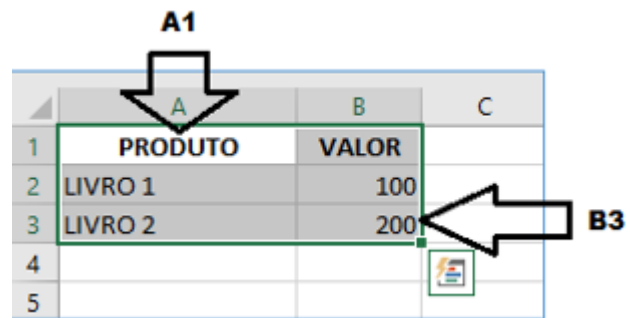 A1
A B C
1 PRODUTO VALOR
2 LIVRO 1 100
3 LIVRO 2 200 B3
4
5